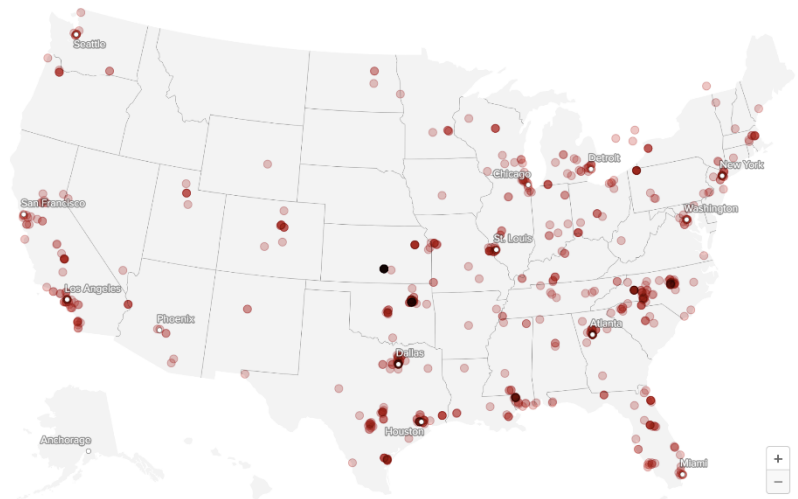 Seattle
Detroit
New York
Chicago
San Francisco
Washington
St. Louis
Los Angeles
Phoenix
Atlanta
Dallas
Houston
Anchorage
Miami
+
−